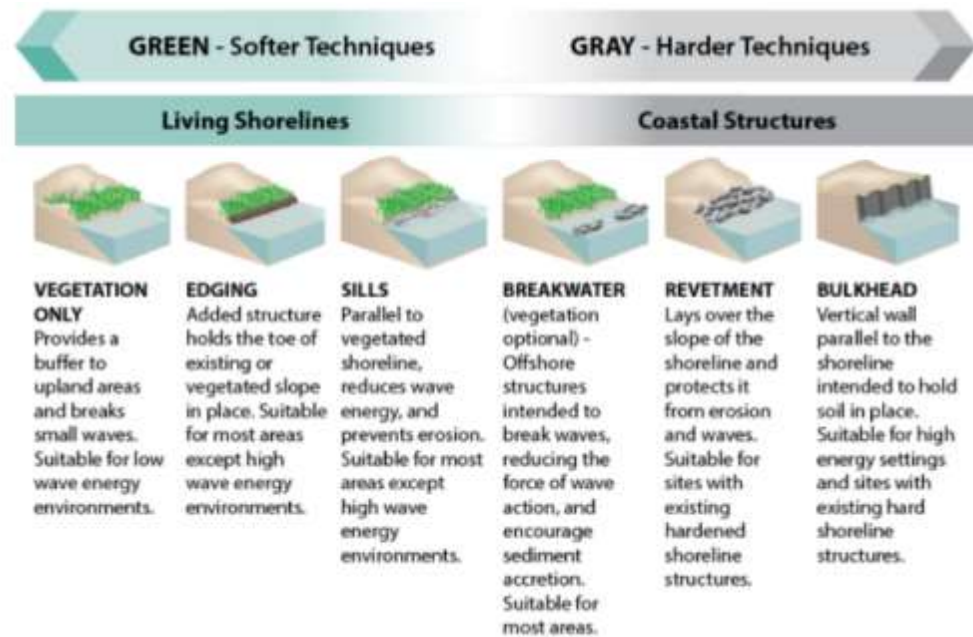 GREEN - Softer Techniques
GRAY - Harder Techniques
Living Shorelines
Coastal Structures
VEGETATION
ONLY
Provides a
buffer to
upland areas
and breaks
small waves.
Suitable for low
wave energy
environments.
EDGING
Added structure
holds the toe of
existing or
vegetated slope
in place. Suitable
for most areas
except high
wave energy
environments.
SILLS
Parallel to
vegetated
shoreline,
reduces wave
energy, and
prevents erosion.
Suitable for most
areas except
high wave
energy
environments.
BREAKWATER
(vegetation
optional) -
Offshore
structures
intended to
break waves,
reducing the
force of wave
action, and
encourage
sediment
accretion.
Suitable for
most areas.
REVETMENT
Lays over the
slope of the
shoreline and
protects it
from erosion
and waves.
Suitable for
sites with
existing
hardened
shoreline
structures.
BULKHEAD
Vertical wall
parallel to the
shoreline
intended to hold
soil in place.
Suitable for high
energy settings
and sites with
existing hard
shoreline
structures.